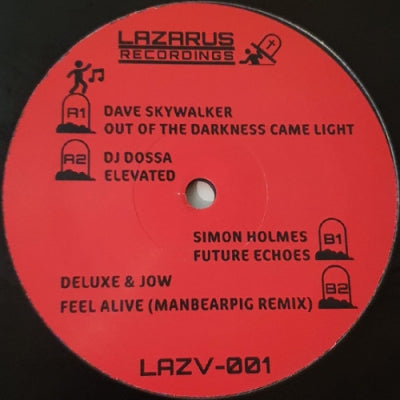 LAZARUS
RECORDINGS
A1
DAVE SKYWALKER
OUT OF THE DARKNESS CAME LIGHT
A2
DJ DOSSA
ELEVATED
SIMON HOLMES
FUTURE ECHOES
B1
DELUXE & JOW
FEEL ALIVE (MANBEARPIG REMIX)
B2
LAZV-001